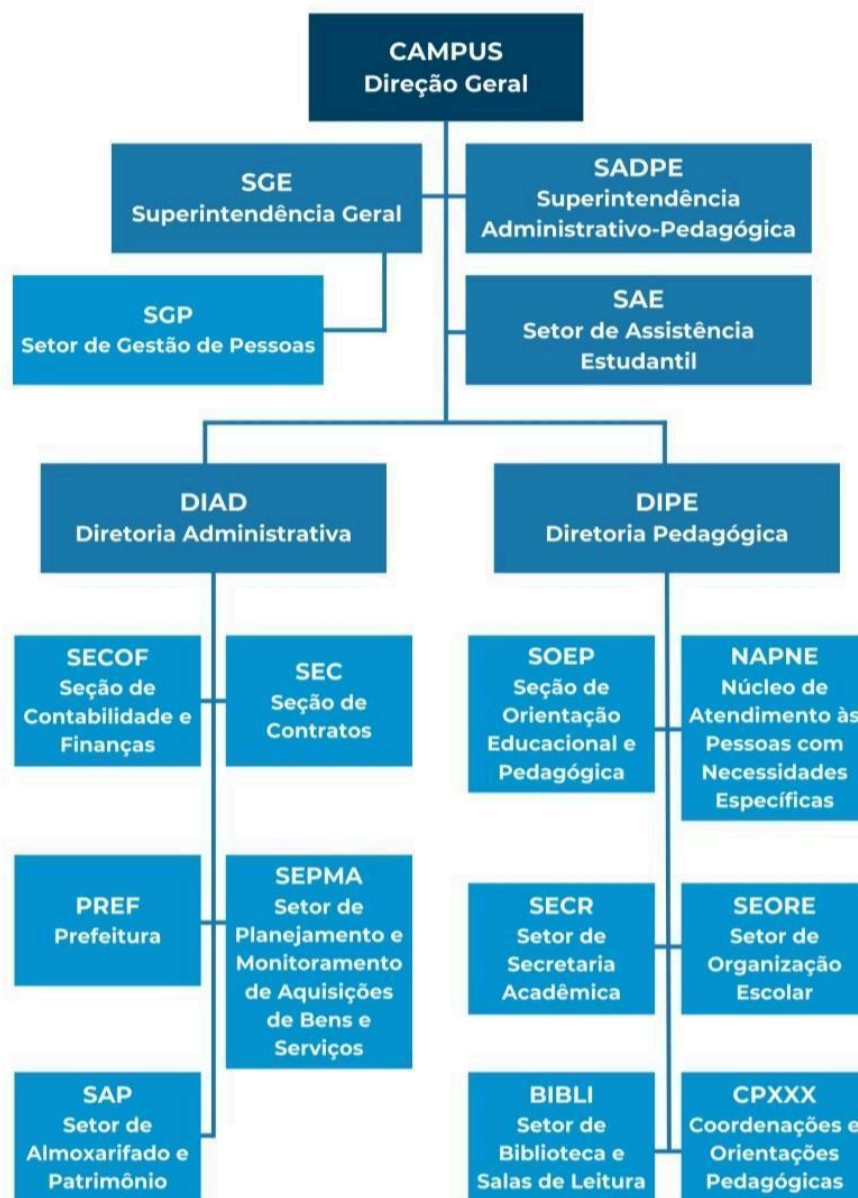 CAMPUS
Direção Geral
SGE
Superintendência Geral
SADPE
Superintendência
Administrativo-Pedagógica
SGP
Setor de Gestão de Pessoas
SAE
Setor de Assistência
Estudantil
DIAD
Diretoria Administrativa
DIPE
Diretoria Pedagógica
SECOF
Seção de
Contabilidade e
Finanças
SEC
Seção de
Contratos
SOEP
Seção de
Orientação
Educacional e
Pedagógica
NAPNE
Núcleo de
Atendimento às
Pessoas com
Necessidades
Específicas
PREF
Prefeitura
SEPMA
Setor de
Planejamento e
Monitoramento
de Aquisições
de Bens e
Serviços
SECR
Setor de
Secretaria
Acadêmica
SEORE
Setor de
Organização
Escolar
SAP
Setor de
Almoxarifado e
Patrimônio
BIBLI
Setor de
Biblioteca e
Salas de Leitura
CPXXX
Coordenações e
Orientações
Pedagógicas